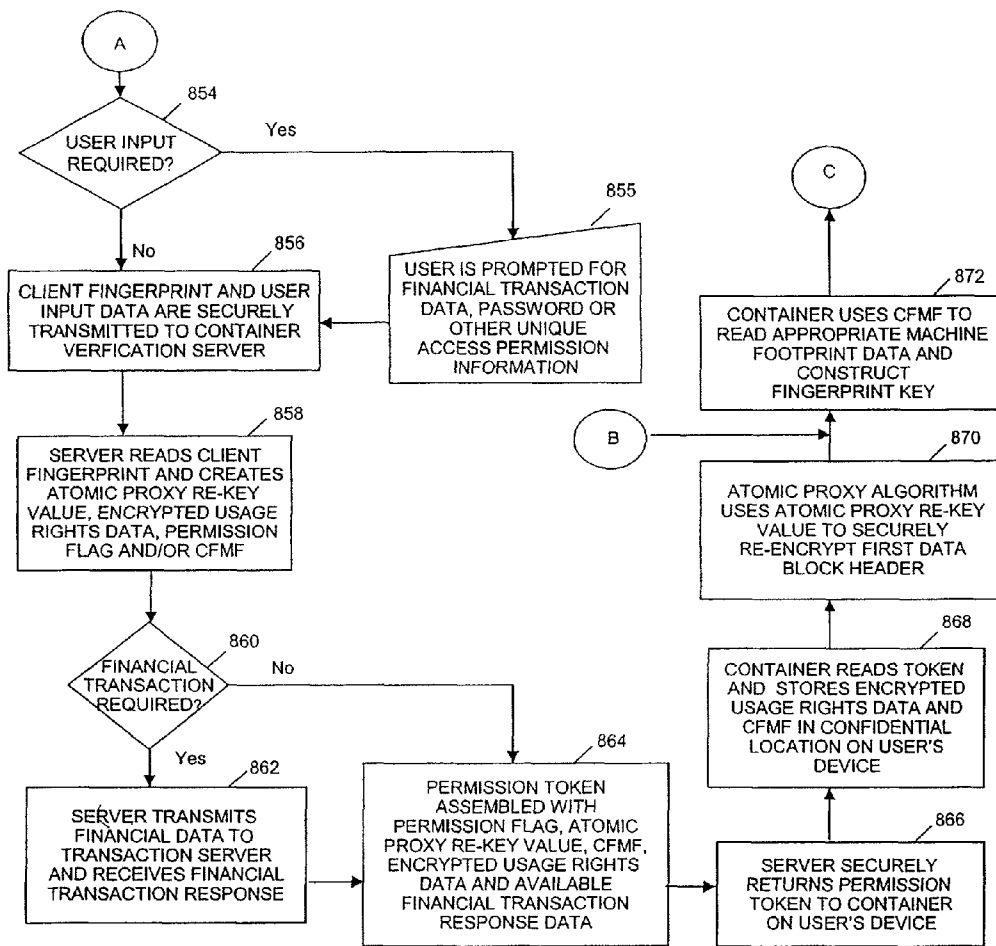 A
854
USER INPUT
REQUIRED?
Yes
No
855
USER IS PROMPTED FOR
FINANCIAL TRANSACTION
DATA, PASSWORD OR
OTHER UNIQUE
ACCESS PERMISSION
INFORMATION
856
CLIENT FINGERPRINT AND USER
INPUT DATA ARE SECURELY
TRANSMITTED TO CONTAINER
VERFICATION SERVER
858
SERVER READS CLIENT
FINGERPRINT AND CREATES
ATOMIC PROXY RE-KEY
VALUE, ENCRYPTED USAGE
RIGHTS DATA, PERMISSION
FLAG AND/OR CFMF
860
FINANCIAL
TRANSACTION
REQUIRED?
No
Yes
862
SERVER TRANSMITS
FINANCIAL DATA TO
TRANSACTION SERVER
AND RECEIVES FINANCIAL
TRANSACTION RESPONSE
864
PERMISSION TOKEN
ASSEMBLED WITH
PERMISSION FLAG, ATOMIC
PROXY RE-KEY VALUE, CFMF,
ENCRYPTED USAGE RIGHTS
DATA AND AVAILABLE
FINANCIAL TRANSACTION
RESPONSE DATA
866
SERVER SECURELY
RETURNS PERMISSION
TOKEN TO CONTAINER
ON USER'S DEVICE
868
CONTAINER READS TOKEN
AND STORES ENCRYPTED
USAGE RIGHTS DATA AND
CFMF IN CONFIDENTIAL
LOCATION ON USER'S
DEVICE
870
ATOMIC PROXY ALGORITHM
USES ATOMIC PROXY RE-KEY
VALUE TO SECURELY
RE-ENCRYPT FIRST DATA
BLOCK HEADER
B
872
CONTAINER USES CFMF TO
READ APPROPRIATE MACHINE
FOOTPRINT DATA AND
CONSTRUCT
FINGERPRINT KEY
C